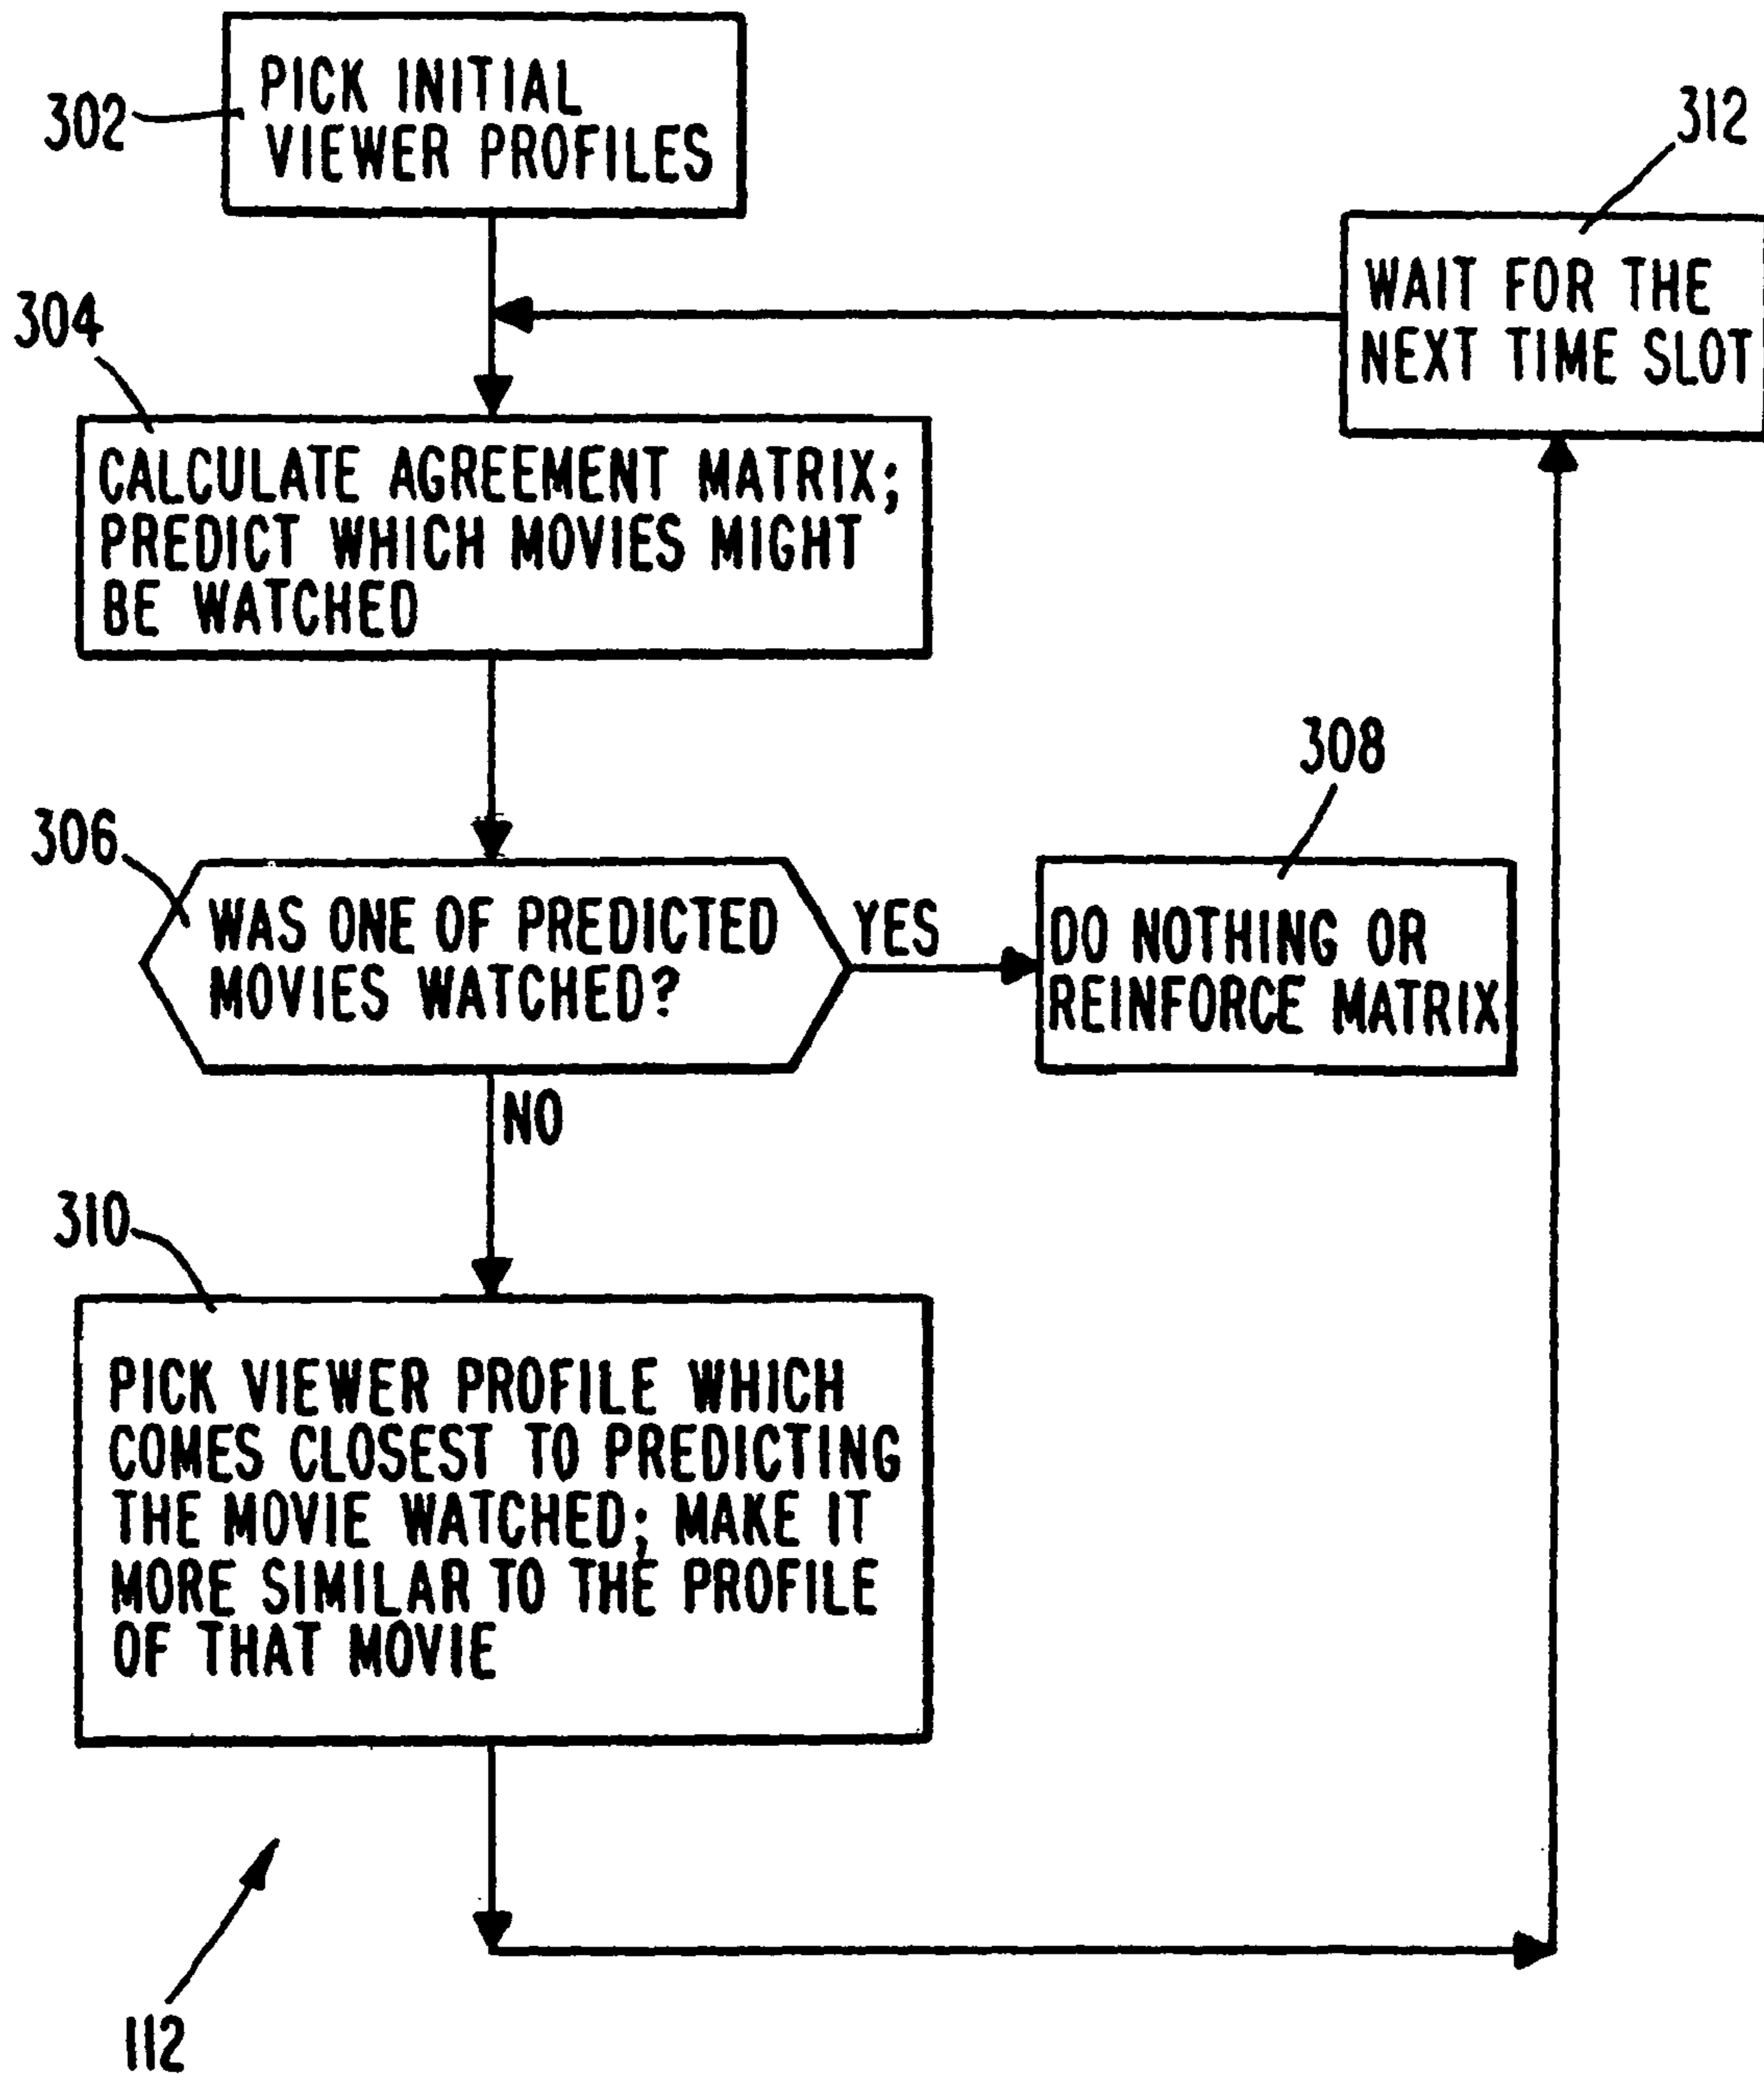 302
PICK INITIAL
VIEWER PROFILES
312
WAIT FOR THE
NEXT TIME SLOT
304
CALCULATE AGREEMENT MATRIX;
PREDICT WHICH MOVIES MIGHT
BE WATCHED
306
WAS ONE OF PREDICTED
MOVIES WATCHED?
YES
308
DO NOTHING OR
REINFORCE MATRIX
NO
310
PICK VIEWER PROFILE WHICH
COMES CLOSEST TO PREDICTING
THE MOVIE WATCHED; MAKE IT
MORE SIMILAR TO THE PROFILE
OF THAT MOVIE
112